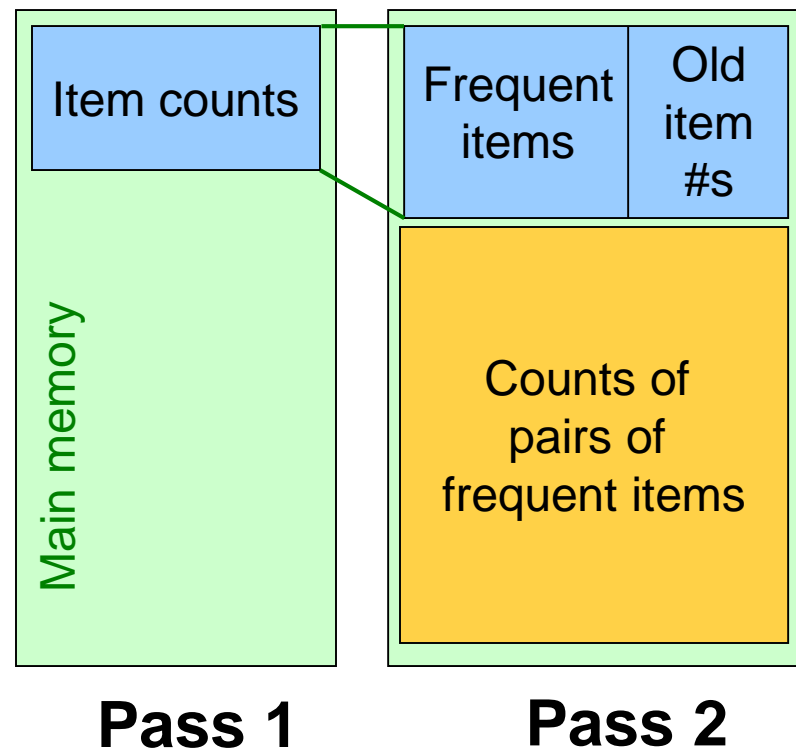 Item counts
Main memory
Frequent
items
Old
item
#s
Counts of
pairs of
frequent items
Pass 1
Pass 2